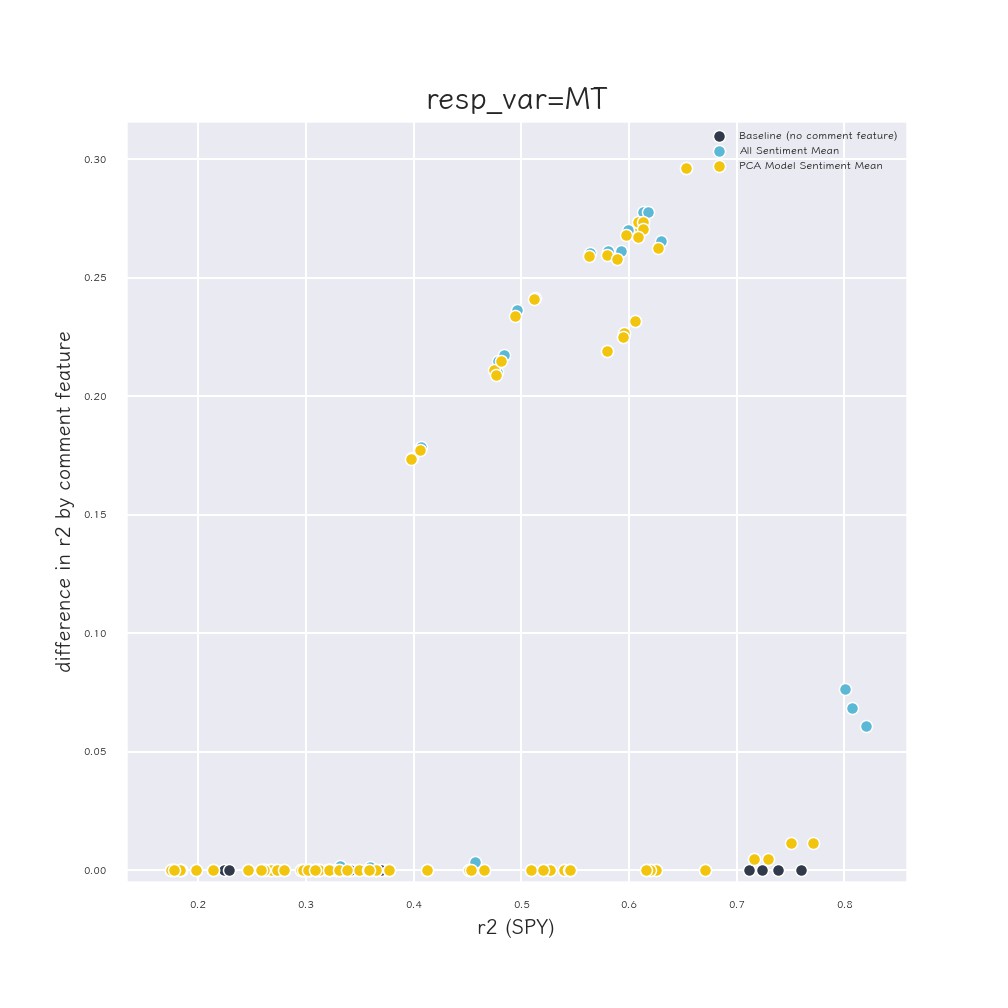 resp_var=MT
Baseline (no comment feature)
All Sentiment Mean
PCA Model Sentiment Mean
difference in r2 by comment feature
0.30
0.25
0.20
0.15
0.10
0.05
0.00
0.2 0.3 0.4 0.5 0.6 0.7 0.8
r2 (SPY)